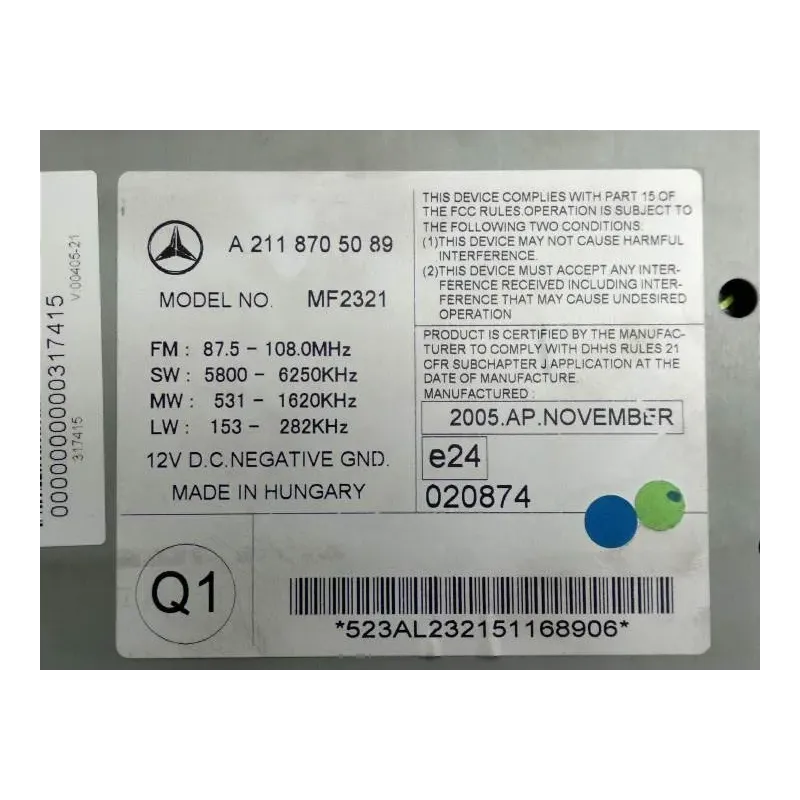 A 211 870 50 89
MODEL NO. MF2321
FM : 87.5 - 108.0MHz
SW : 5800 - 6250KHz
MW : 531 - 1620KHz
LW : 153 - 282KHz
12V D.C.NEGATIVE GND.
MADE IN HUNGARY
THIS DEVICE COMPLIES WITH PART 15 OF
THE FCC RULES.OPERATION IS SUBJECT TO
THE FOLLOWING TWO CONDITIONS.
(1)THIS DEVICE MAY NOT CAUSE HARMFUL
INTERFERENCE.
(2)THIS DEVICE MUST ACCEPT ANY INTER-
FERENCE RECEIVED INCLUDING INTER-
FERENCE THAT MAY CAUSE UNDESIRED
OPERATION
PRODUCT IS CERTIFIED BY THE MANUFAC-
TURER TO COMPLY WITH DHHS RULES 21
CFR SUBCHAPTER J APPLICATION AT THE
DATE OF MANUFACTURE.
MANUFACTURED :
2005.AP.NOVEMBER
e24
020874
Q1
*523AL232151168906*
0000000000000317415
317415
V:00405-21